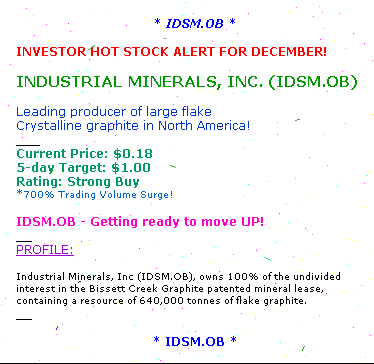 * IDSM.OB *
INVESTOR HOT STOCK ALERT FOR DECEMBER!
INDUSTRIAL MINERALS, INC. (IDSM.OB)
Leading producer of large flake
Crystalline graphite in North America!
Current Price: $0.18
5-day Target: $1.00
Rating: Strong Buy
*700% Trading Volume Surge!
IDSM.OB - Getting ready to move UP!
PROFILE:
Industrial Minerals, Inc (IDSM.OB), owns 100% of the undivided
interest in the Bissett Creek Graphite patented mineral lease,
containing a resource of 640,000 tonnes of flake graphite.
* IDSM.OB *